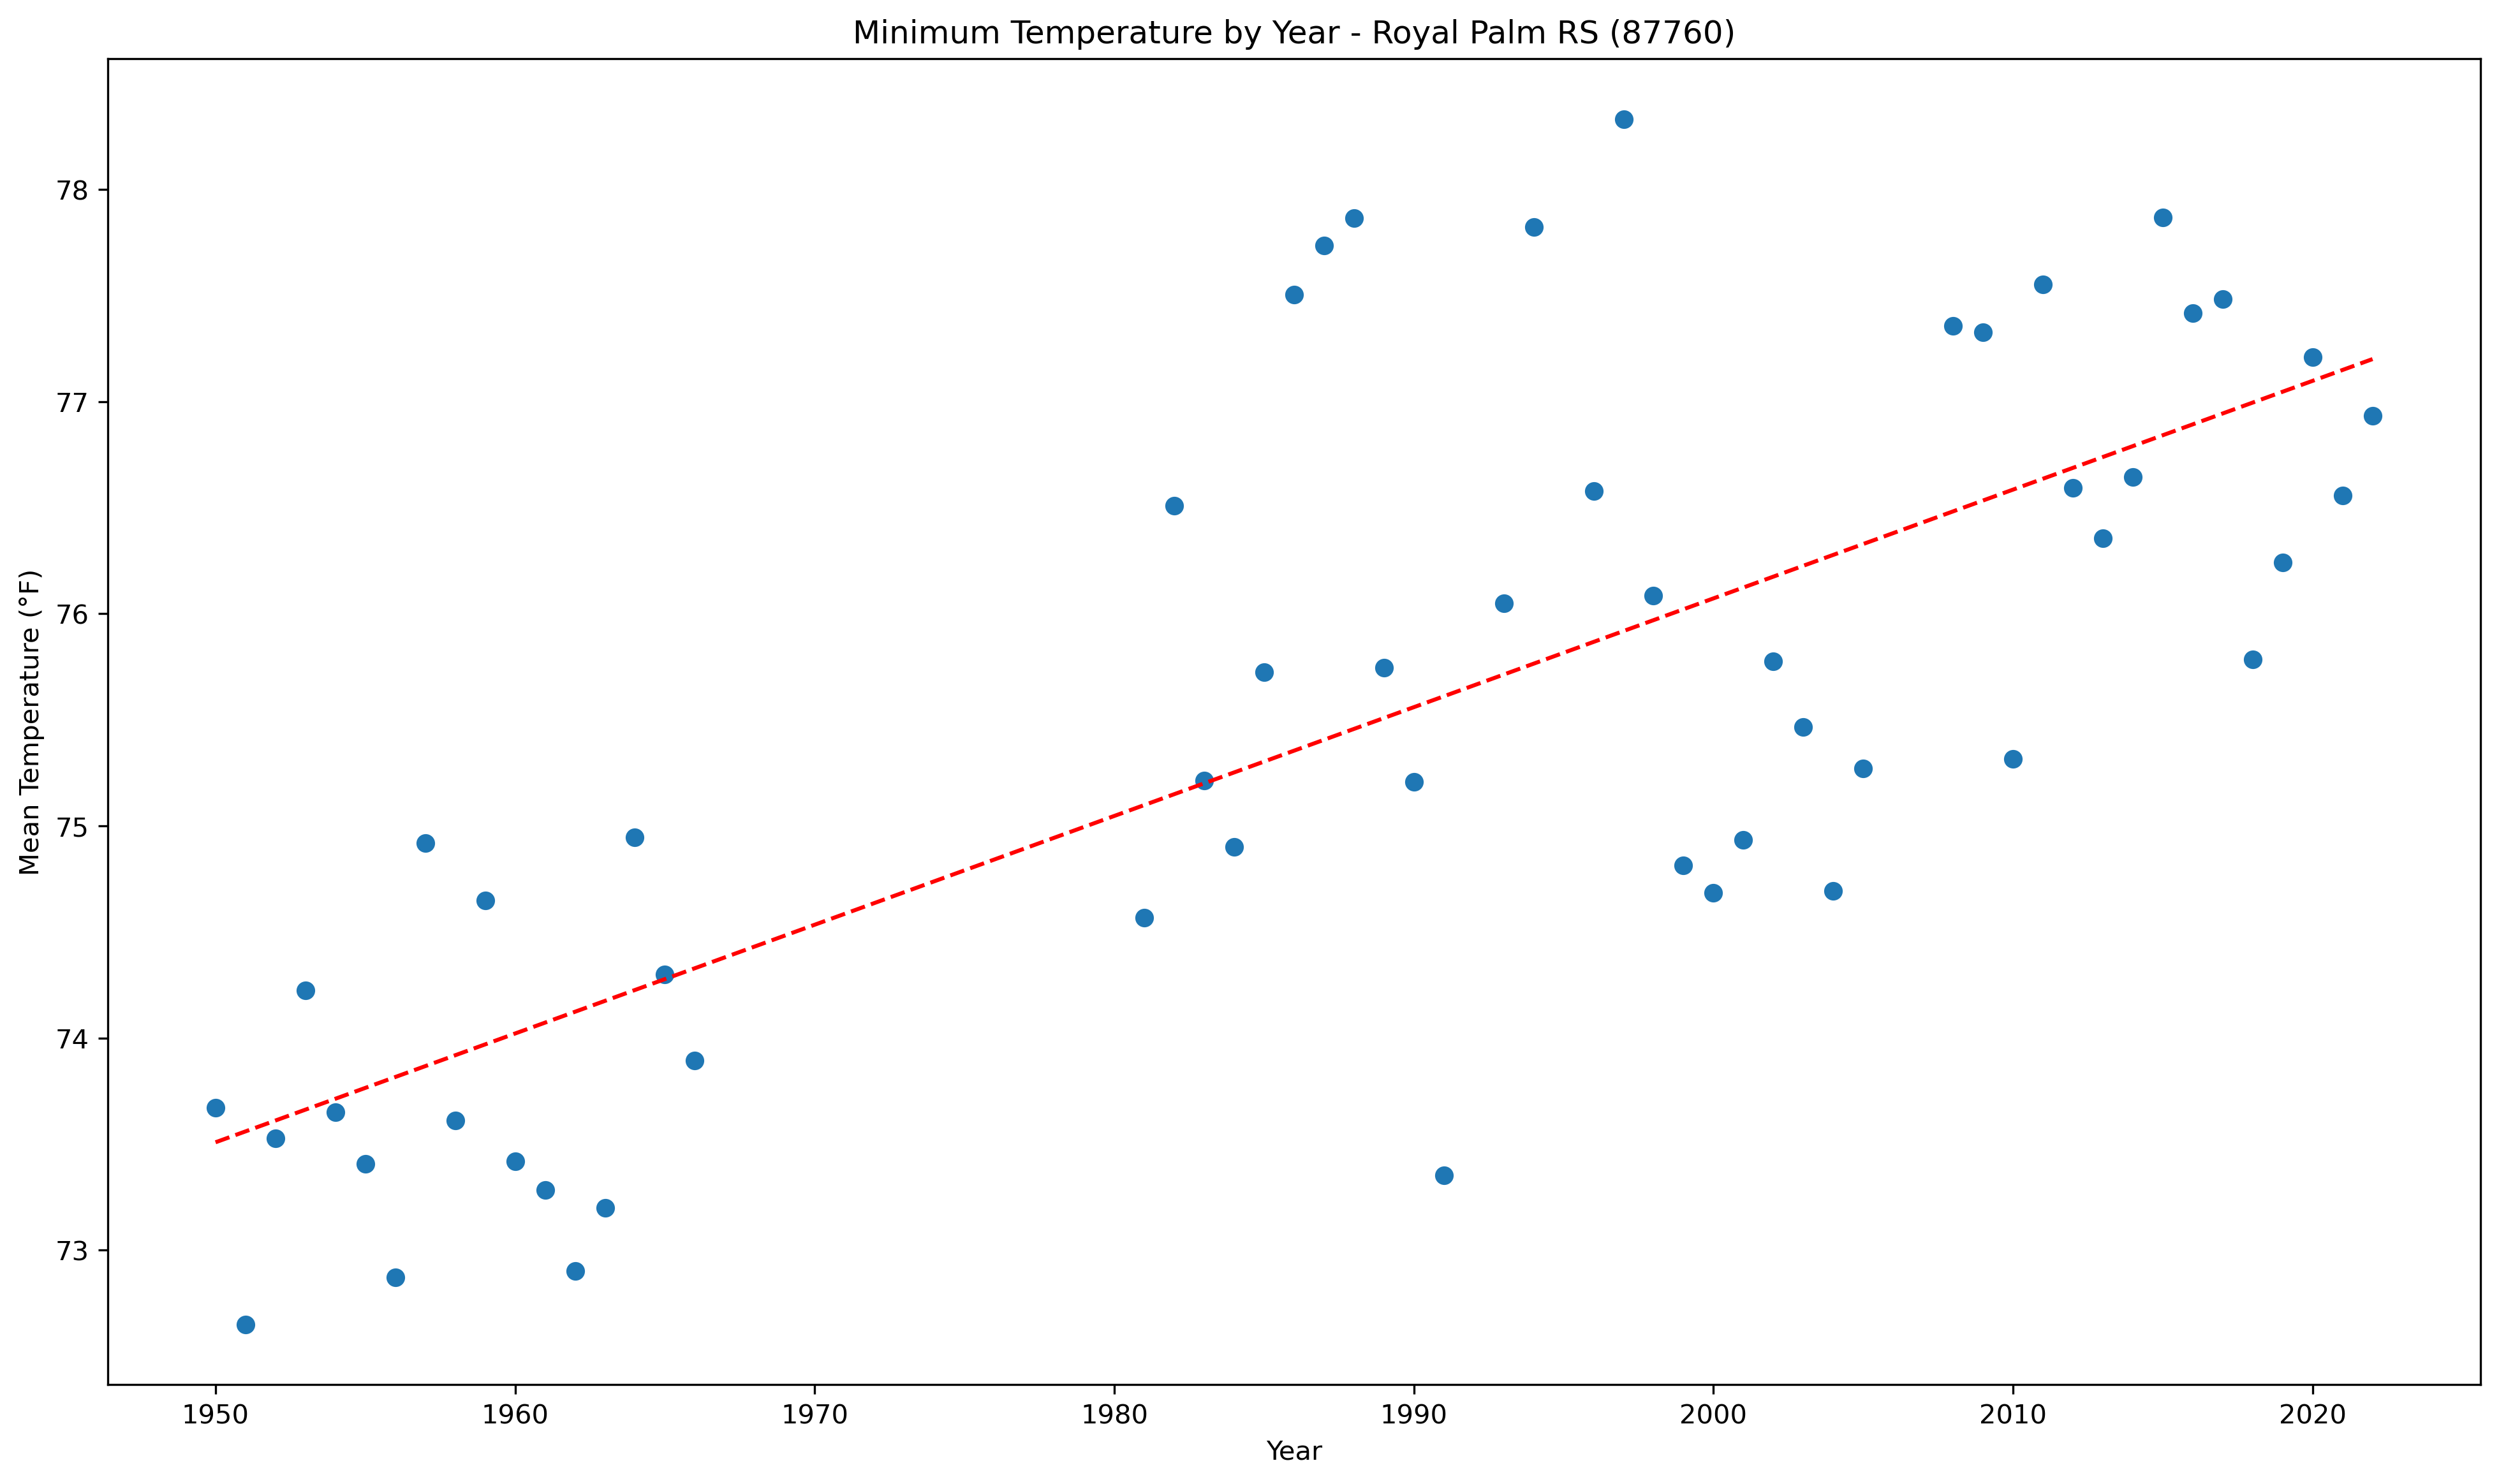 Minimum Temperature by Year - Royal Palm RS (87760)
Mean Temperature (°F)
78
77
76
75
74
73
1950 1960 1970 1980 1990 2000 2010 2020
Year